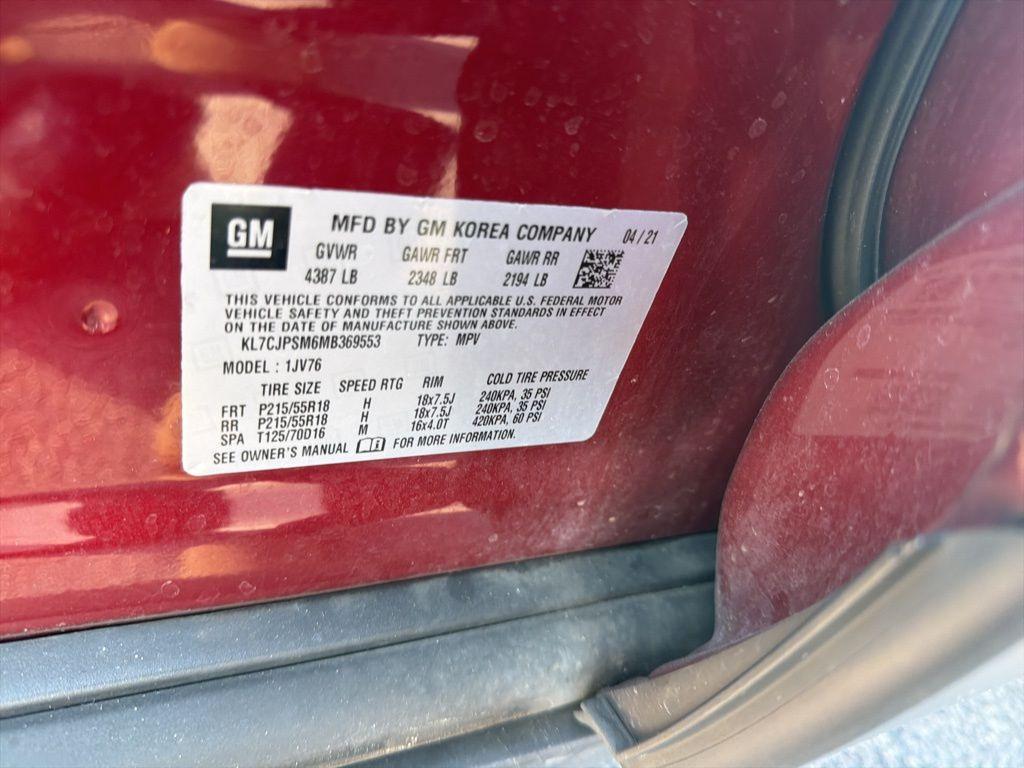 GM
MFD BY GM KOREA COMPANY 04/21
GVWR GAWR FRT GAWR RR
4387 LB 2348 LB 2194 LB
THIS VEHICLE CONFORMS TO ALL APPLICABLE U.S. FEDERAL MOTOR
VEHICLE SAFETY AND THEFT PREVENTION STANDARDS IN EFFECT
ON THE DATE OF MANUFACTURE SHOWN ABOVE.
KL7CJPSM6MB369553 TYPE: MPV
MODEL : 1JV76
TIRE SIZE SPEED RTG RIM COLD TIRE PRESSURE
FRT P215/55R18 H 18x7.5J 240KPA, 35 PSI
RR P215/55R18 H 18x7.5J 240KPA, 35 PSI
SPA T125/70D16 M 16x4.0T 420KPA, 60 PSI
SEE OWNER'S MANUAL FOR MORE INFORMATION.